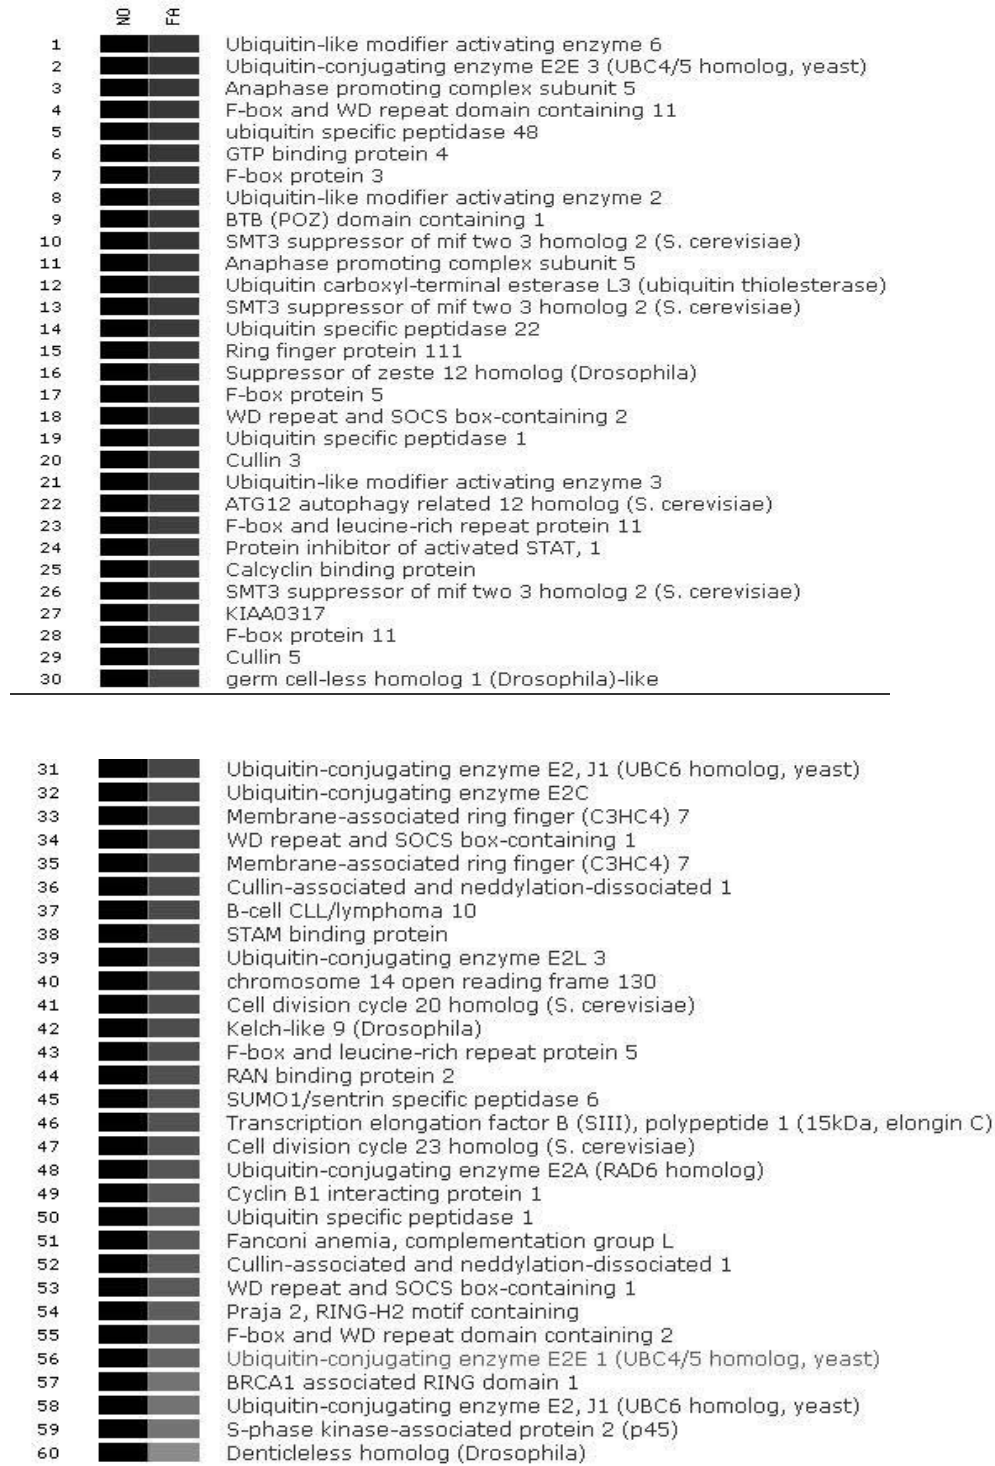 NO FA
1 Ubiquitin-like modifier activating enzyme 6
2 Ubiquitin-conjugating enzyme E2E 3 (UBC4/5 homolog, yeast)
3 Anaphase promoting complex subunit 5
4 F-box and WD repeat domain containing 11
5 ubiquitin specific peptidase 48
6 GTP binding protein 4
7 F-box protein 3
8 Ubiquitin-like modifier activating enzyme 2
9 BTB (POZ) domain containing 1
10 SMT3 suppressor of mif two 3 homolog 2 (S. cerevisiae)
11 Anaphase promoting complex subunit 5
12 Ubiquitin carboxyl-terminal esterase L3 (ubiquitin thiolesterase)
13 SMT3 suppressor of mif two 3 homolog 2 (S. cerevisiae)
14 Ubiquitin specific peptidase 22
15 Ring finger protein 111
16 Suppressor of zeste 12 homolog (Drosophila)
17 F-box protein 5
18 WD repeat and SOCS box-containing 2
19 Ubiquitin specific peptidase 1
20 Cullin 3
21 Ubiquitin-like modifier activating enzyme 3
22 ATG12 autophagy related 12 homolog (S. cerevisiae)
23 F-box and leucine-rich repeat protein 11
24 Protein inhibitor of activated STAT, 1
25 Calcyclin binding protein
26 SMT3 suppressor of mif two 3 homolog 2 (S. cerevisiae)
27 KIAA0317
28 F-box protein 11
29 Cullin 5
30 germ cell-less homolog 1 (Drosophila)-like
31 Ubiquitin-conjugating enzyme E2, J1 (UBC6 homolog, yeast)
32 Ubiquitin-conjugating enzyme E2C
33 Membrane-associated ring finger (C3HC4) 7
34 WD repeat and SOCS box-containing 1
35 Membrane-associated ring finger (C3HC4) 7
36 Cullin-associated and neddylation-dissociated 1
37 B-cell CLL/lymphoma 10
38 STAM binding protein
39 Ubiquitin-conjugating enzyme E2L 3
40 chromosome 14 open reading frame 130
41 Cell division cycle 20 homolog (S. cerevisiae)
42 Kelch-like 9 (Drosophila)
43 F-box and leucine-rich repeat protein 5
44 RAN binding protein 2
45 SUMO1/sentrin specific peptidase 6
46 Transcription elongation factor B (SIII), polypeptide 1 (15kDa, elongin C)
47 Cell division cycle 23 homolog (S. cerevisiae)
48 Ubiquitin-conjugating enzyme E2A (RAD6 homolog)
49 Cyclin B1 interacting protein 1
50 Ubiquitin specific peptidase 1
51 Fanconi anemia, complementation group L
52 Cullin-associated and neddylation-dissociated 1
53 WD repeat and SOCS box-containing 1
54 Praja 2, RING-H2 motif containing
55 F-box and WD repeat domain containing 2
56 Ubiquitin-conjugating enzyme E2E 1 (UBC4/5 homolog, yeast)
57 BRCA1 associated RING domain 1
58 Ubiquitin-conjugating enzyme E2, J1 (UBC6 homolog, yeast)
59 S-phase kinase-associated protein 2 (p45)
60 Denticleless homolog (Drosophila)